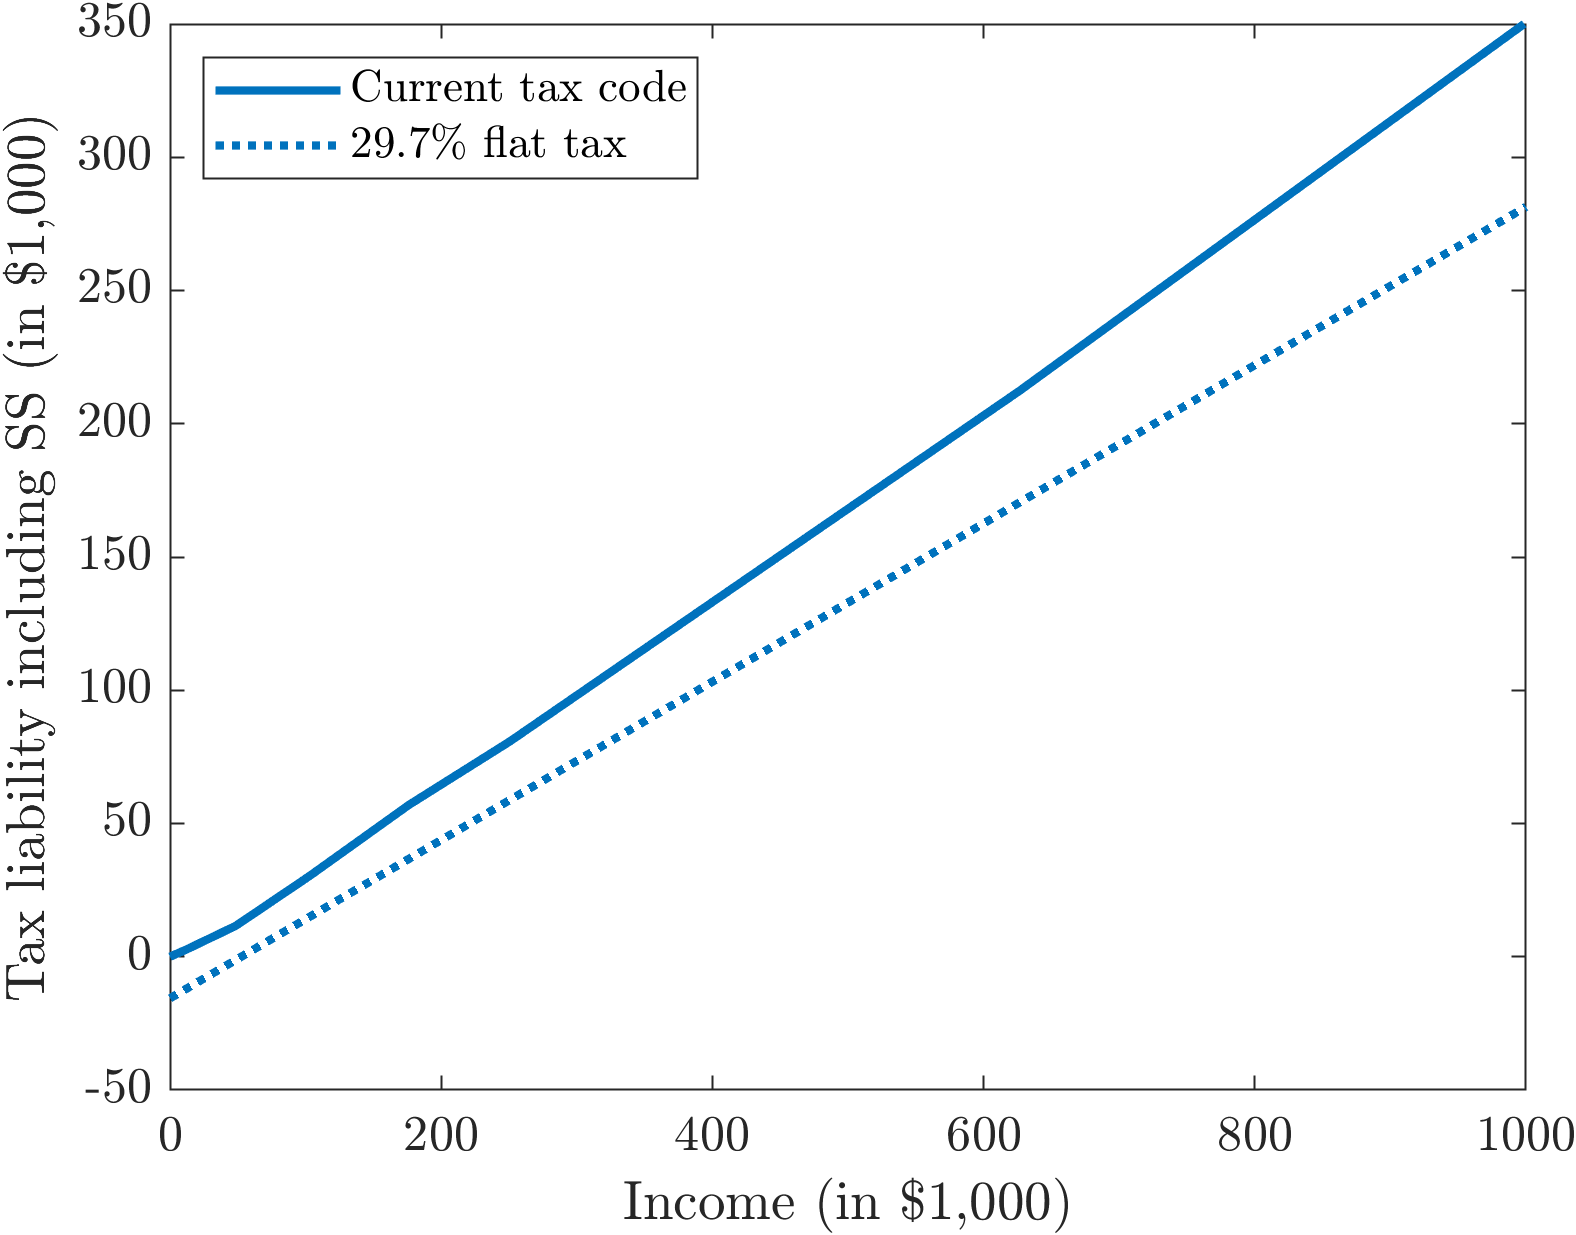 350
300
250
200
150
100
50
0
-50
Tax liability including SS (in $1,000)
Current tax code
29.7% flat tax
0 200 400 600 800 1000
Income (in $1,000)